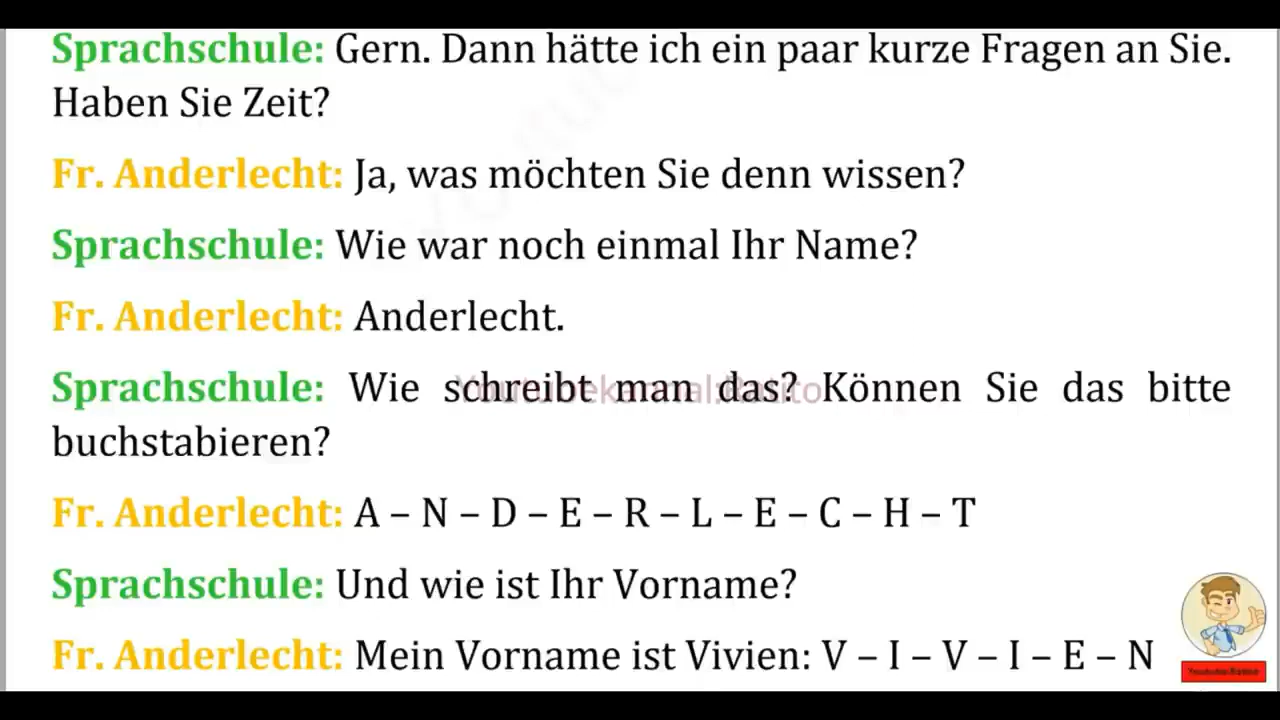 Sprachschule: Gern. Dann hätte ich ein paar kurze Fragen an Sie.
Haben Sie Zeit?
Fr. Anderlecht: Ja, was möchten Sie denn wissen?
Sprachschule: Wie war noch einmal Ihr Name?
Fr. Anderlecht: Anderlecht.
Sprachschule: Wie schreibt man das? Können Sie das bitte
buchstabieren?
Fr. Anderlecht: A – N – D – E – R – L – E – C – H – T
Sprachschule: Und wie ist Ihr Vorname?
Fr. Anderlecht: Mein Vorname ist Vivien: V – I – V – I – E – N